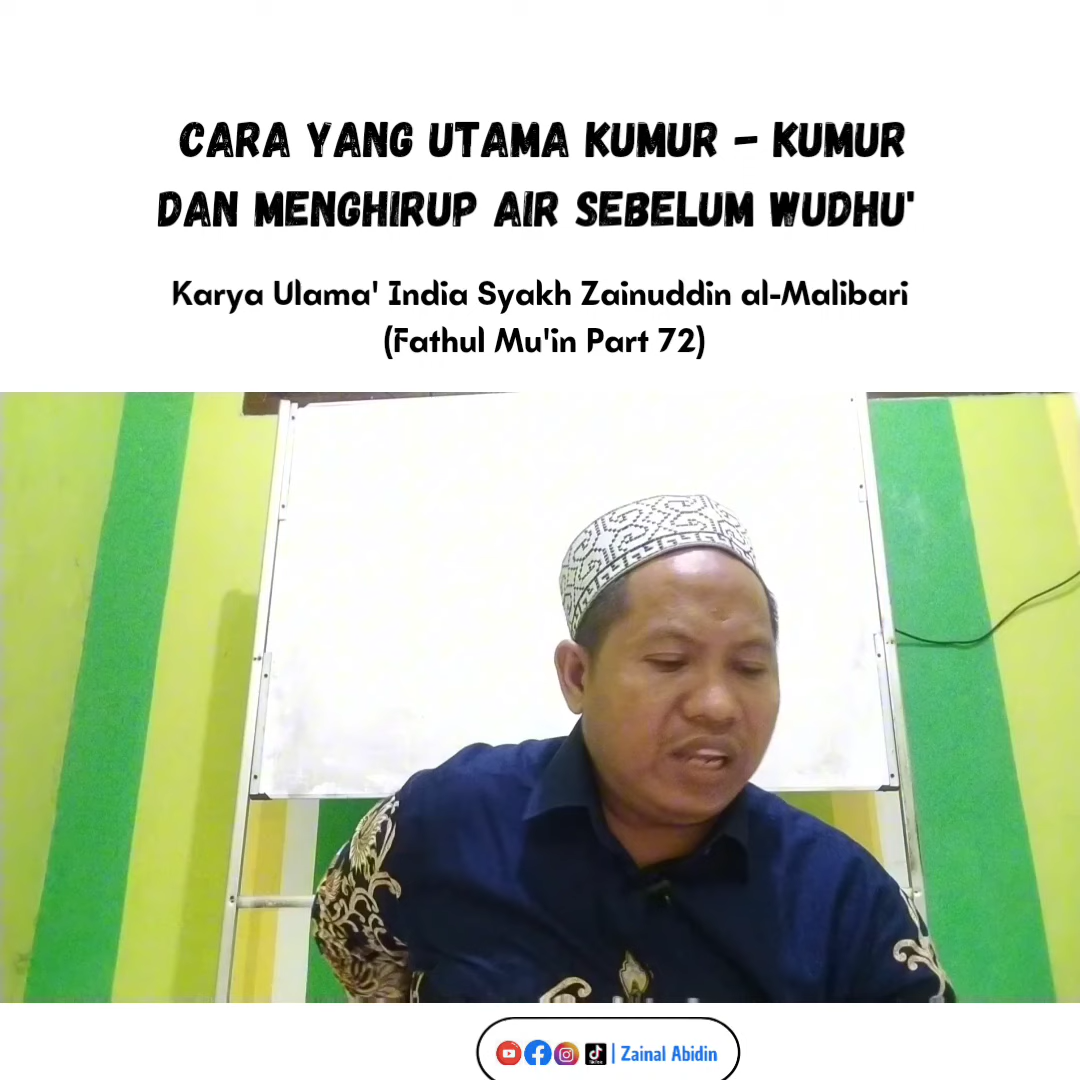 CARA YANG UTAMA KUMUR - KUMUR
DAN MENGHIRUP AIR SEBELUM WUDHU'
Karya Ulama' India Syakh Zainuddin al-Malibari
(Fathul Mu'in Part 72)
| Zainal Abidin